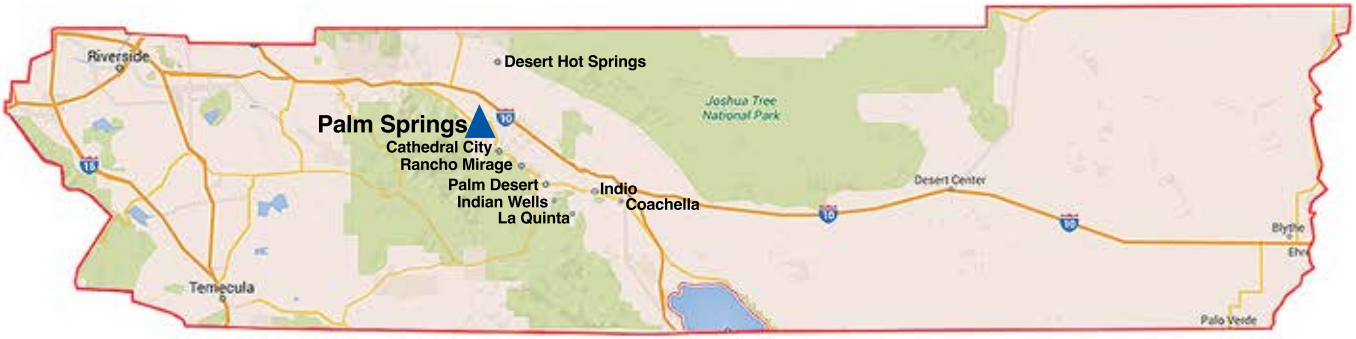 Riverside
Desert Hot Springs
Joshua Tree
National Park
Palm Springs
10
Cathedral City
Rancho Mirage
15
Palm Desert
Indio
Indian Wells
Coachella
La Quinta
Desert Center
10
10
Blythe
Ehre
Temecula
Palo Verde